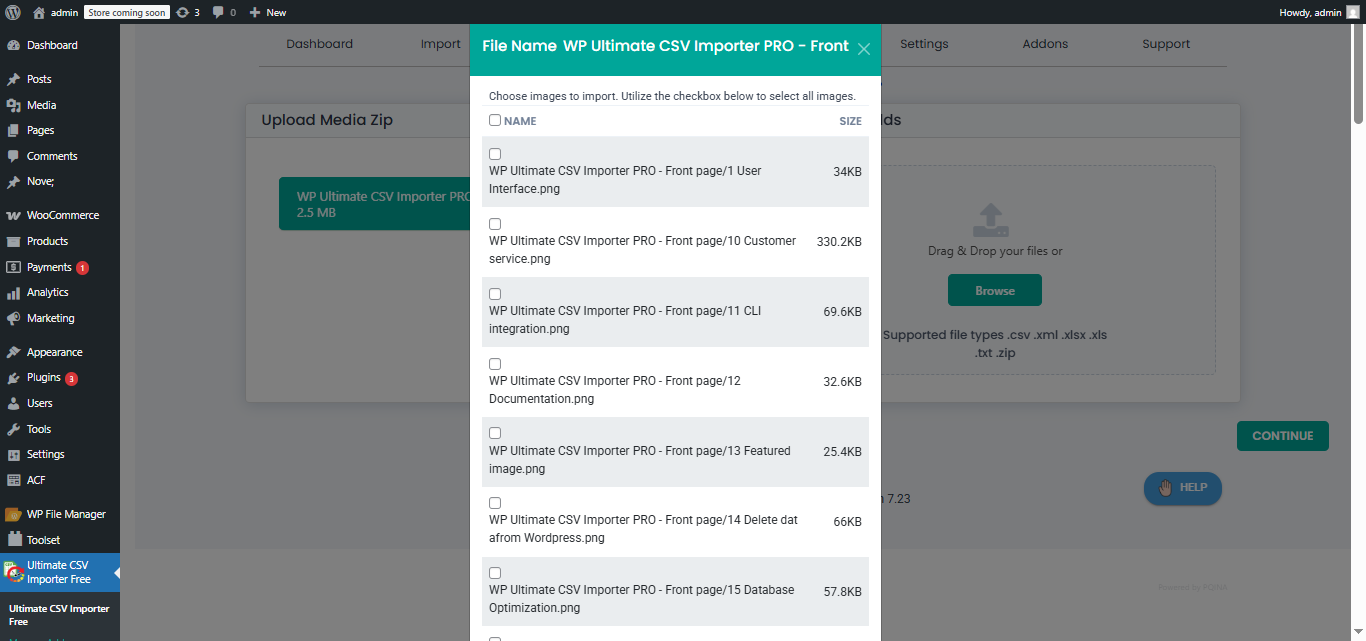 admin
Store coming soon
3
0
New
Howdy, admin
Dashboard
Posts
Media
Pages
Comments
Nove;
WooCommerce
Products
Payments 1
Analytics
Marketing
Appearance
Plugins 3
Users
Tools
Settings
ACF
WP File Manager
Toolset
Ultimate CSV
Importer Free
Ultimate CSV Importer
Free
Dashboard
Import
Settings
Addons
Support
Upload Media Zip
WP Ultimate CSV Importer PRO
2.5 MB
File Name WP Ultimate CSV Importer PRO - Front
Choose images to import. Utilize the checkbox below to select all images.
NAME SIZE
WP Ultimate CSV Importer PRO - Front page/1 User
Interface.png
34KB
WP Ultimate CSV Importer PRO - Front page/10 Customer
service.png
330.2KB
WP Ultimate CSV Importer PRO - Front page/11 CLI
integration.png
69.6KB
WP Ultimate CSV Importer PRO - Front page/12
Documentation.png
32.6KB
WP Ultimate CSV Importer PRO - Front page/13 Featured
image.png
25.4KB
WP Ultimate CSV Importer PRO - Front page/14 Delete dat
afrom Wordpress.png
66KB
WP Ultimate CSV Importer PRO - Front page/15 Database
Optimization.png
57.8KB
lds
Drag & Drop your files or
Browse
Supported file types .csv .xml .xlsx .xls
.txt .zip
CONTINUE
HELP
n 7.23